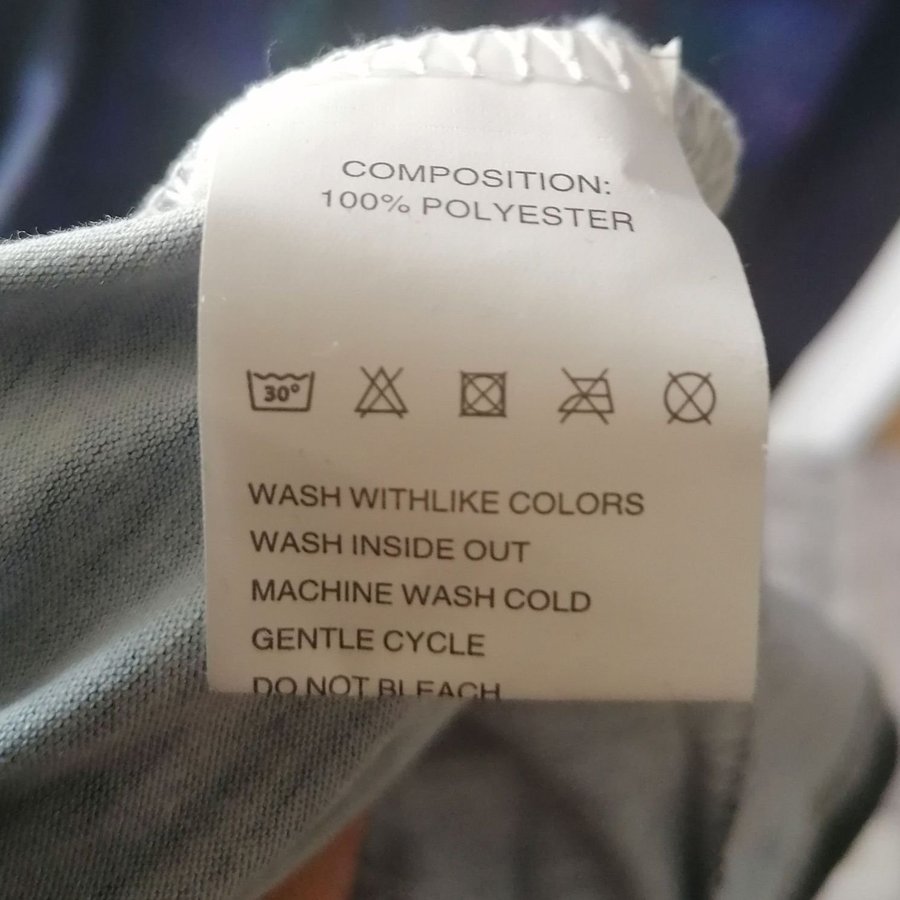 COMPOSITION:
100% POLYESTER
30°
WASH WITHLIKE COLORS
WASH INSIDE OUT
MACHINE WASH COLD
GENTLE CYCLE
DO NOT BLEACH